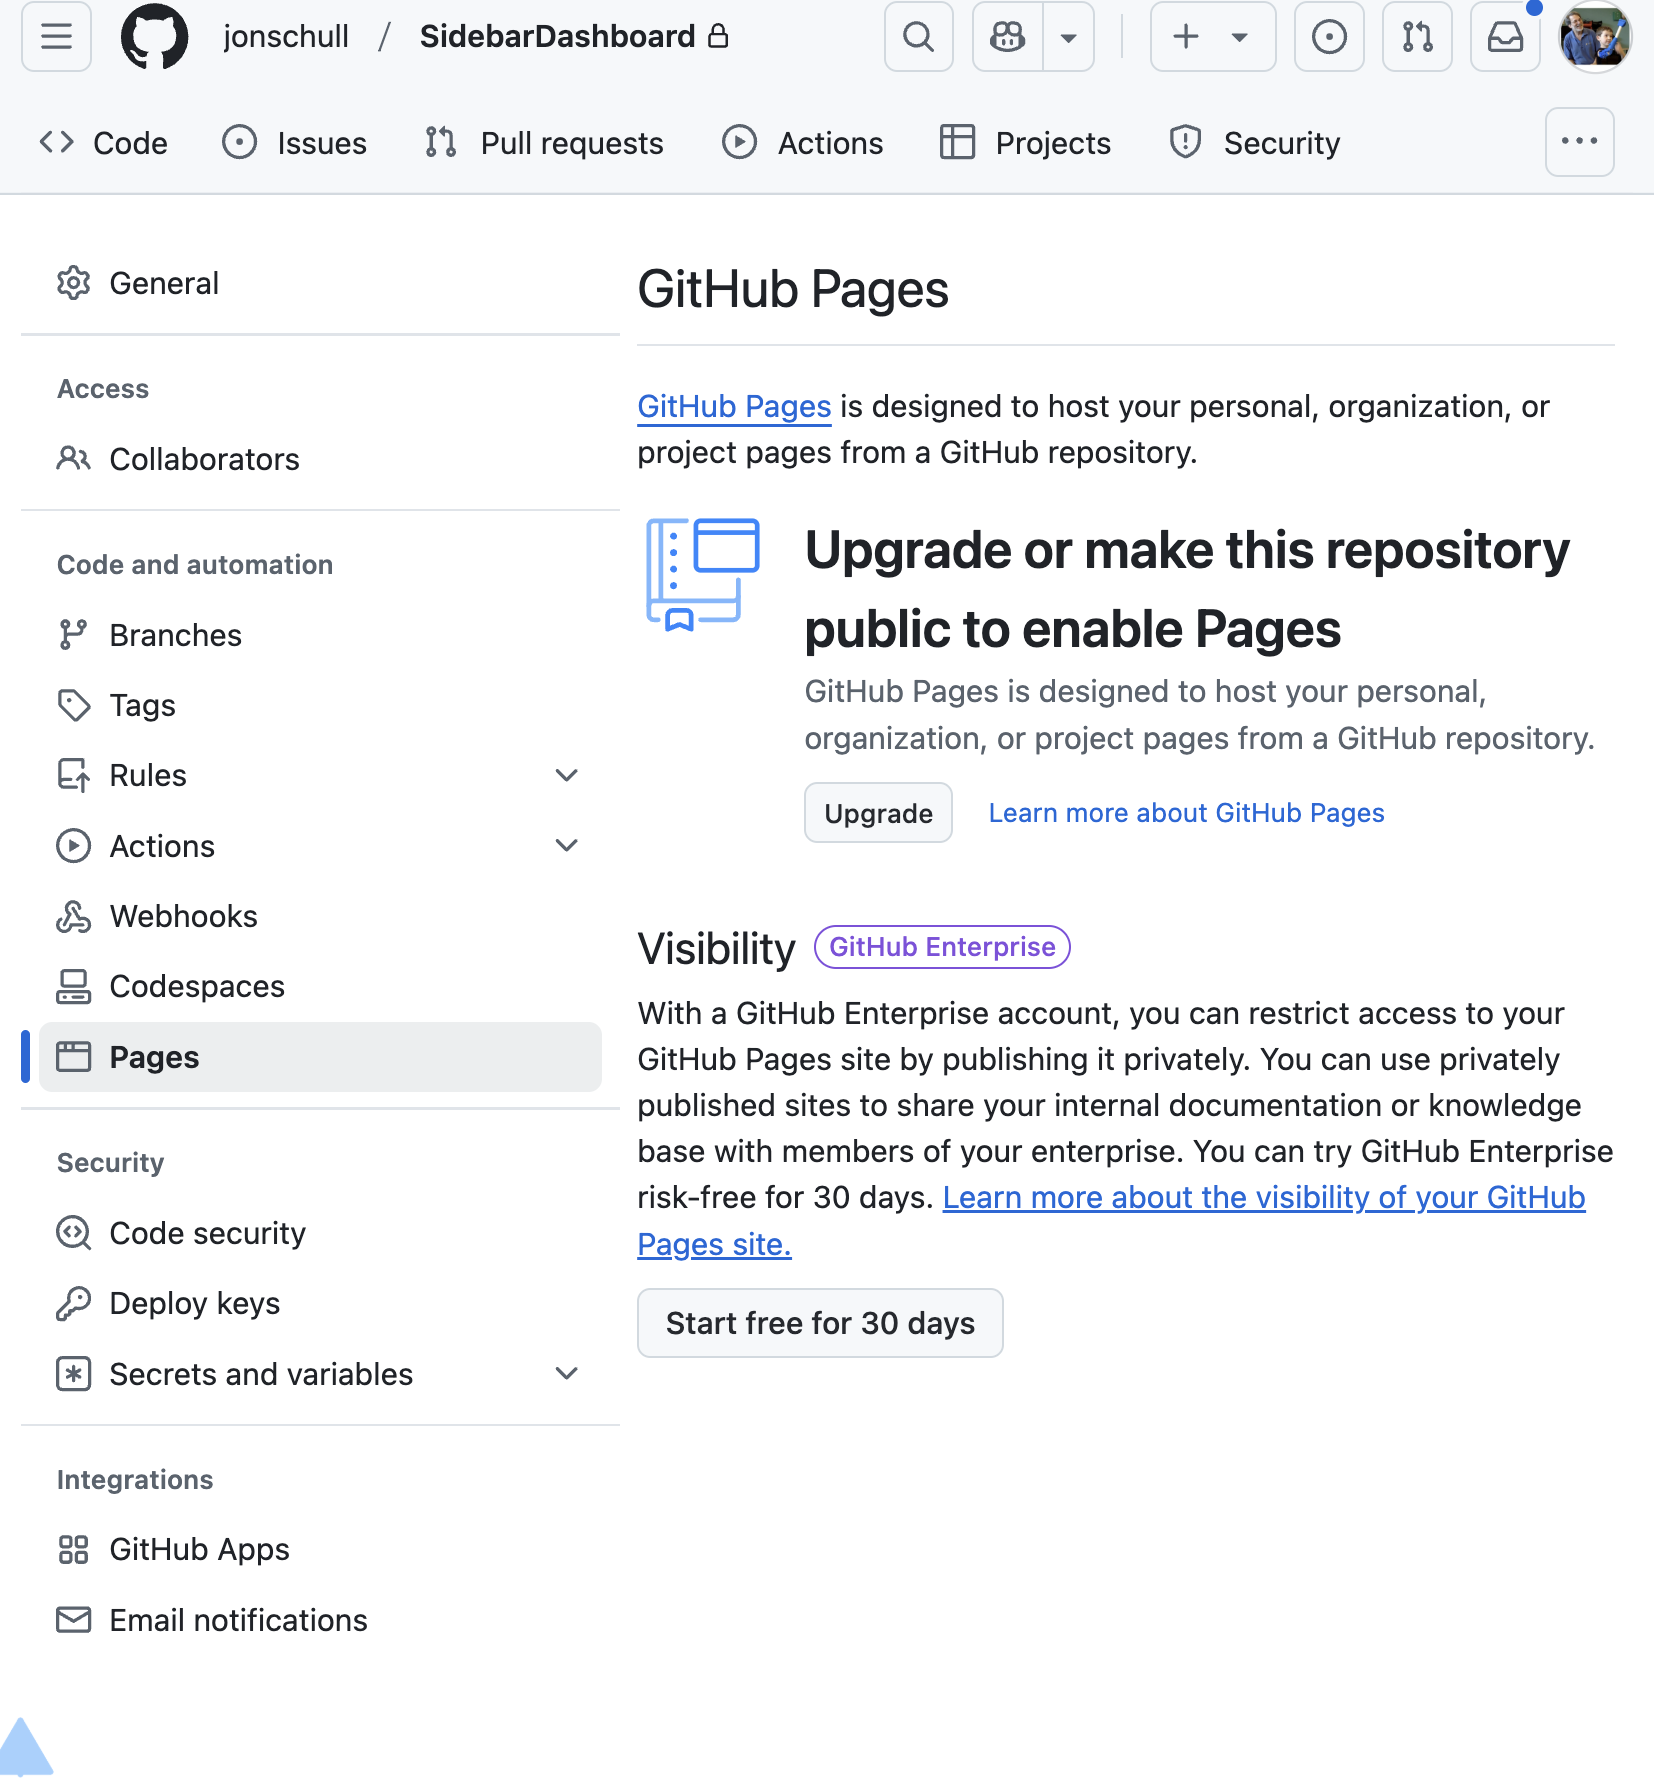 jonschull / SidebarDashboard
Code Issues Pull requests Actions Projects Security
General
Access
Collaborators
Code and automation
Branches
Tags
Rules
Actions
Webhooks
Codespaces
Pages
Security
Code security
Deploy keys
Secrets and variables
Integrations
GitHub Apps
Email notifications
GitHub Pages
GitHub Pages is designed to host your personal, organization, or
project pages from a GitHub repository.
Upgrade or make this repository
public to enable Pages
GitHub Pages is designed to host your personal,
organization, or project pages from a GitHub repository.
Upgrade Learn more about GitHub Pages
Visibility GitHub Enterprise
With a GitHub Enterprise account, you can restrict access to your
GitHub Pages site by publishing it privately. You can use privately
published sites to share your internal documentation or knowledge
base with members of your enterprise. You can try GitHub Enterprise
risk-free for 30 days. Learn more about the visibility of your GitHub
Pages site.
Start free for 30 days